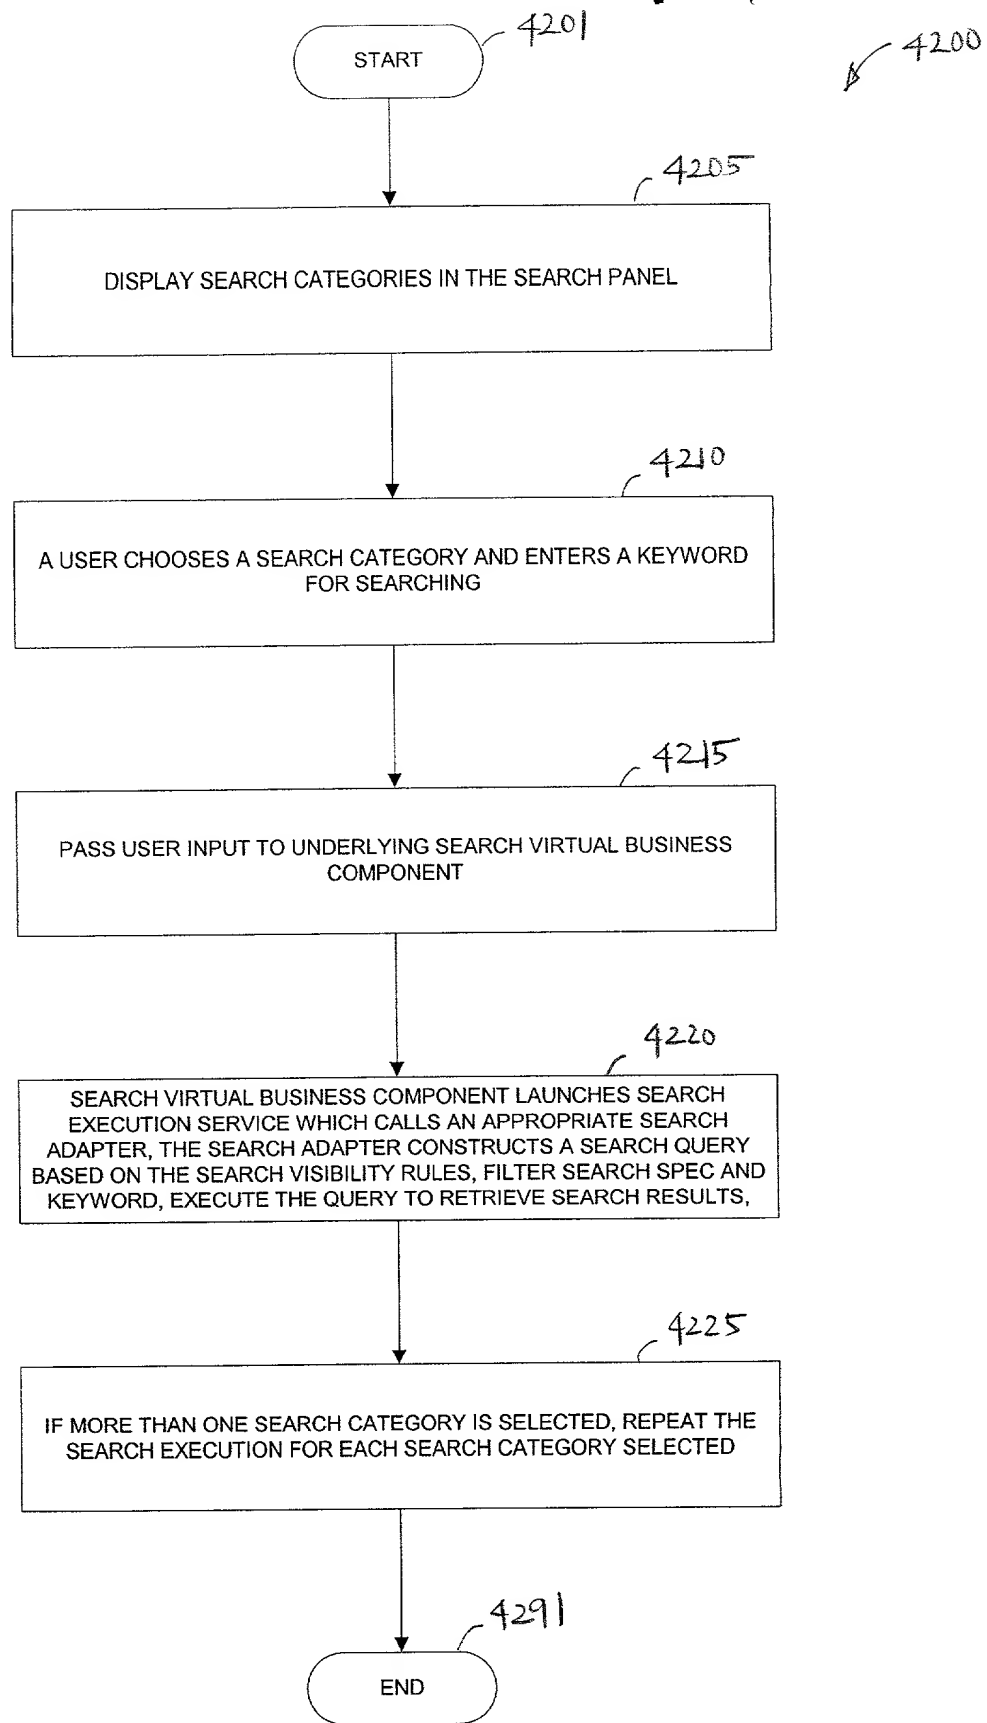 4201
START
4200
4205
DISPLAY SEARCH CATEGORIES IN THE SEARCH PANEL
4210
A USER CHOOSES A SEARCH CATEGORY AND ENTERS A KEYWORD
FOR SEARCHING
4215
PASS USER INPUT TO UNDERLYING SEARCH VIRTUAL BUSINESS
COMPONENT
4220
SEARCH VIRTUAL BUSINESS COMPONENT LAUNCHES SEARCH
EXECUTION SERVICE WHICH CALLS AN APPROPRIATE SEARCH
ADAPTER, THE SEARCH ADAPTER CONSTRUCTS A SEARCH QUERY
BASED ON THE SEARCH VISIBILITY RULES, FILTER SEARCH SPEC AND
KEYWORD, EXECUTE THE QUERY TO RETRIEVE SEARCH RESULTS,
4225
IF MORE THAN ONE SEARCH CATEGORY IS SELECTED, REPEAT THE
SEARCH EXECUTION FOR EACH SEARCH CATEGORY SELECTED
4291
END